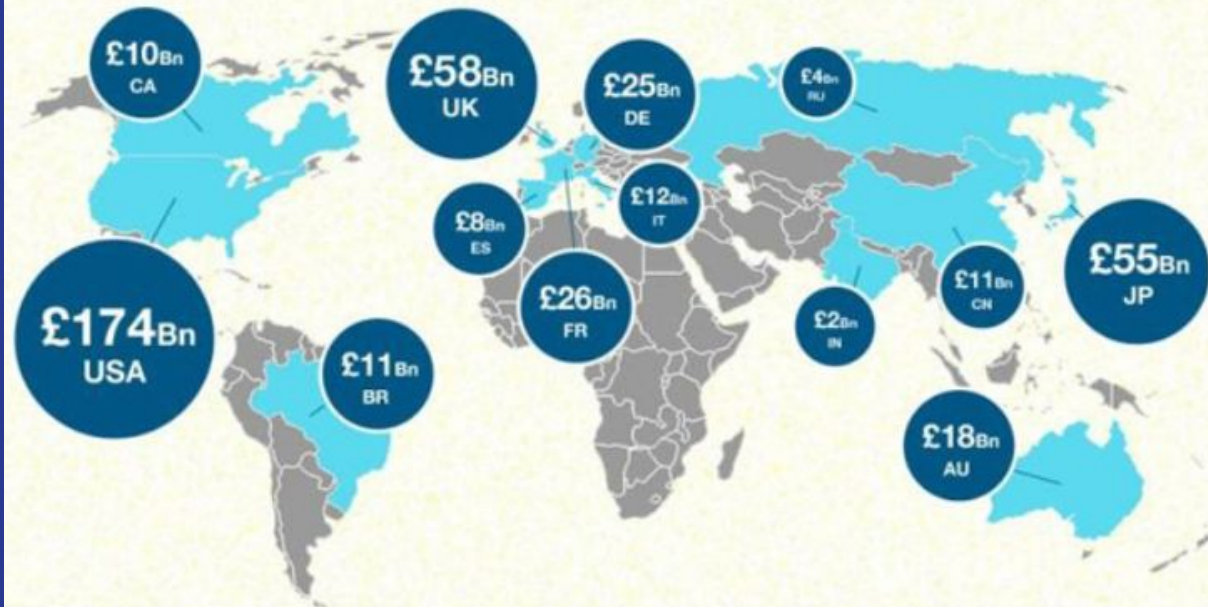 £10Bn
CA
£58Bn
UK
£25Bn
DE
£4Bn
RU
£8Bn
ES
£12Bn
IT
£174Bn
USA
£11Bn
BR
£26Bn
FR
£2Bn
IN
£11Bn
CN
£55Bn
JP
£18Bn
AU